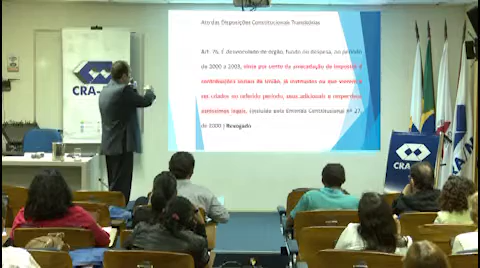 Ato das Disposições Constitucionais Transitórias
Art. 76. É desvinculado de órgão, fundo ou despesa, no período
de 2000 a 2003, vinte por cento da arrecadação de impostos e
contribuições sociais da União, já instituídos ou que vierem a
ser criados no referido período, seus adicionais e respectivos
acréscimos legais. (Incluído pela Emenda Constitucional Nº 27,
de 2000) Revogado
CRA-
CRA-